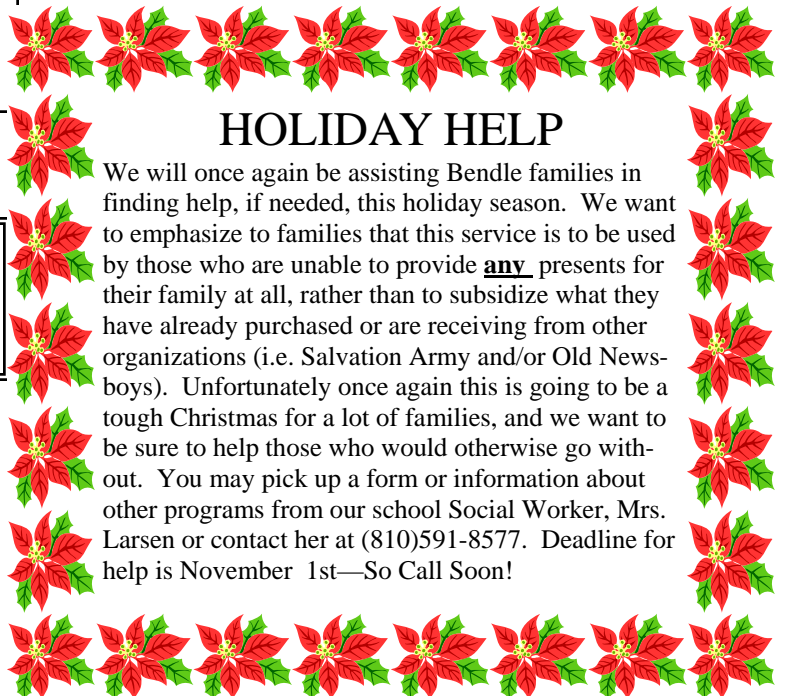 HOLIDAY HELP
We will once again be assisting Bendle families in
finding help, if needed, this holiday season.  We want
to emphasize to families that this service is to be used
by those who are unable to provide any  presents for
their family at all, rather than to subsidize what they
have already purchased or are receiving from other
organizations (i.e. Salvation Army and/or Old News-
boys).  Unfortunately once again this is going to be a
tough Christmas for a lot of families, and we want to
be sure to help those who would otherwise go with-
out.  You may pick up a form or information about
other programs from our school Social Worker, Mrs.
Larsen or contact her at (810)591-8577.  Deadline for
help is November  1st—So Call Soon!